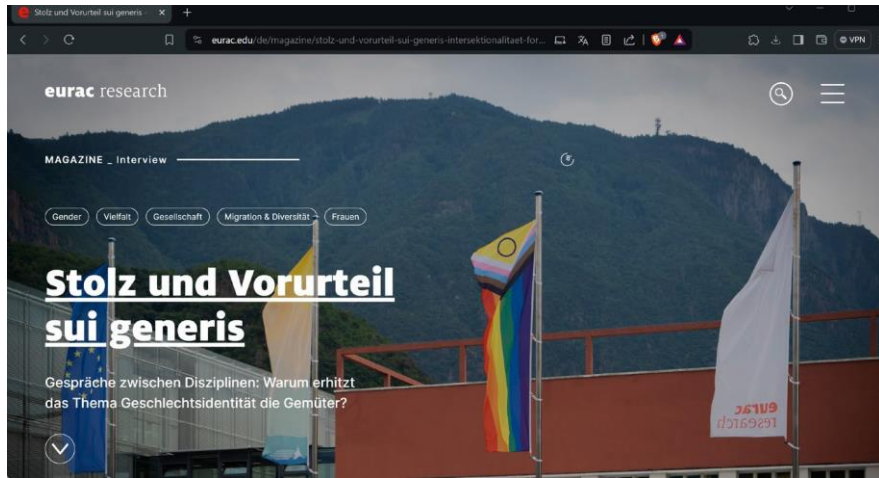 Stolz und Vorurteil sui generis
eurac.edu/de/magazine/stolz-und-vorurteil-sui-generis-intersektionalitaet-for...
VPN
eurac research
MAGAZINE _ Interview
Gender Vielfalt Gesellschaft Migration & Diversität Frauen
Stolz und Vorurteil
sui generis
Gespräche zwischen Disziplinen: Warum erhitzt
das Thema Geschlechtsidentität die Gemüter?
eurac
research